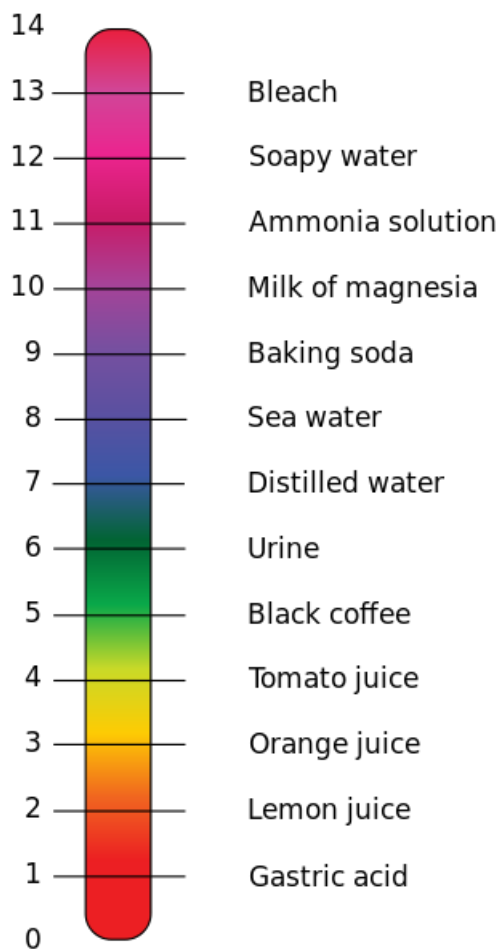 14
13 Bleach
12 Soapy water
11 Ammonia solution
10 Milk of magnesia
9 Baking soda
8 Sea water
7 Distilled water
6 Urine
5 Black coffee
4 Tomato juice
3 Orange juice
2 Lemon juice
1 Gastric acid
0